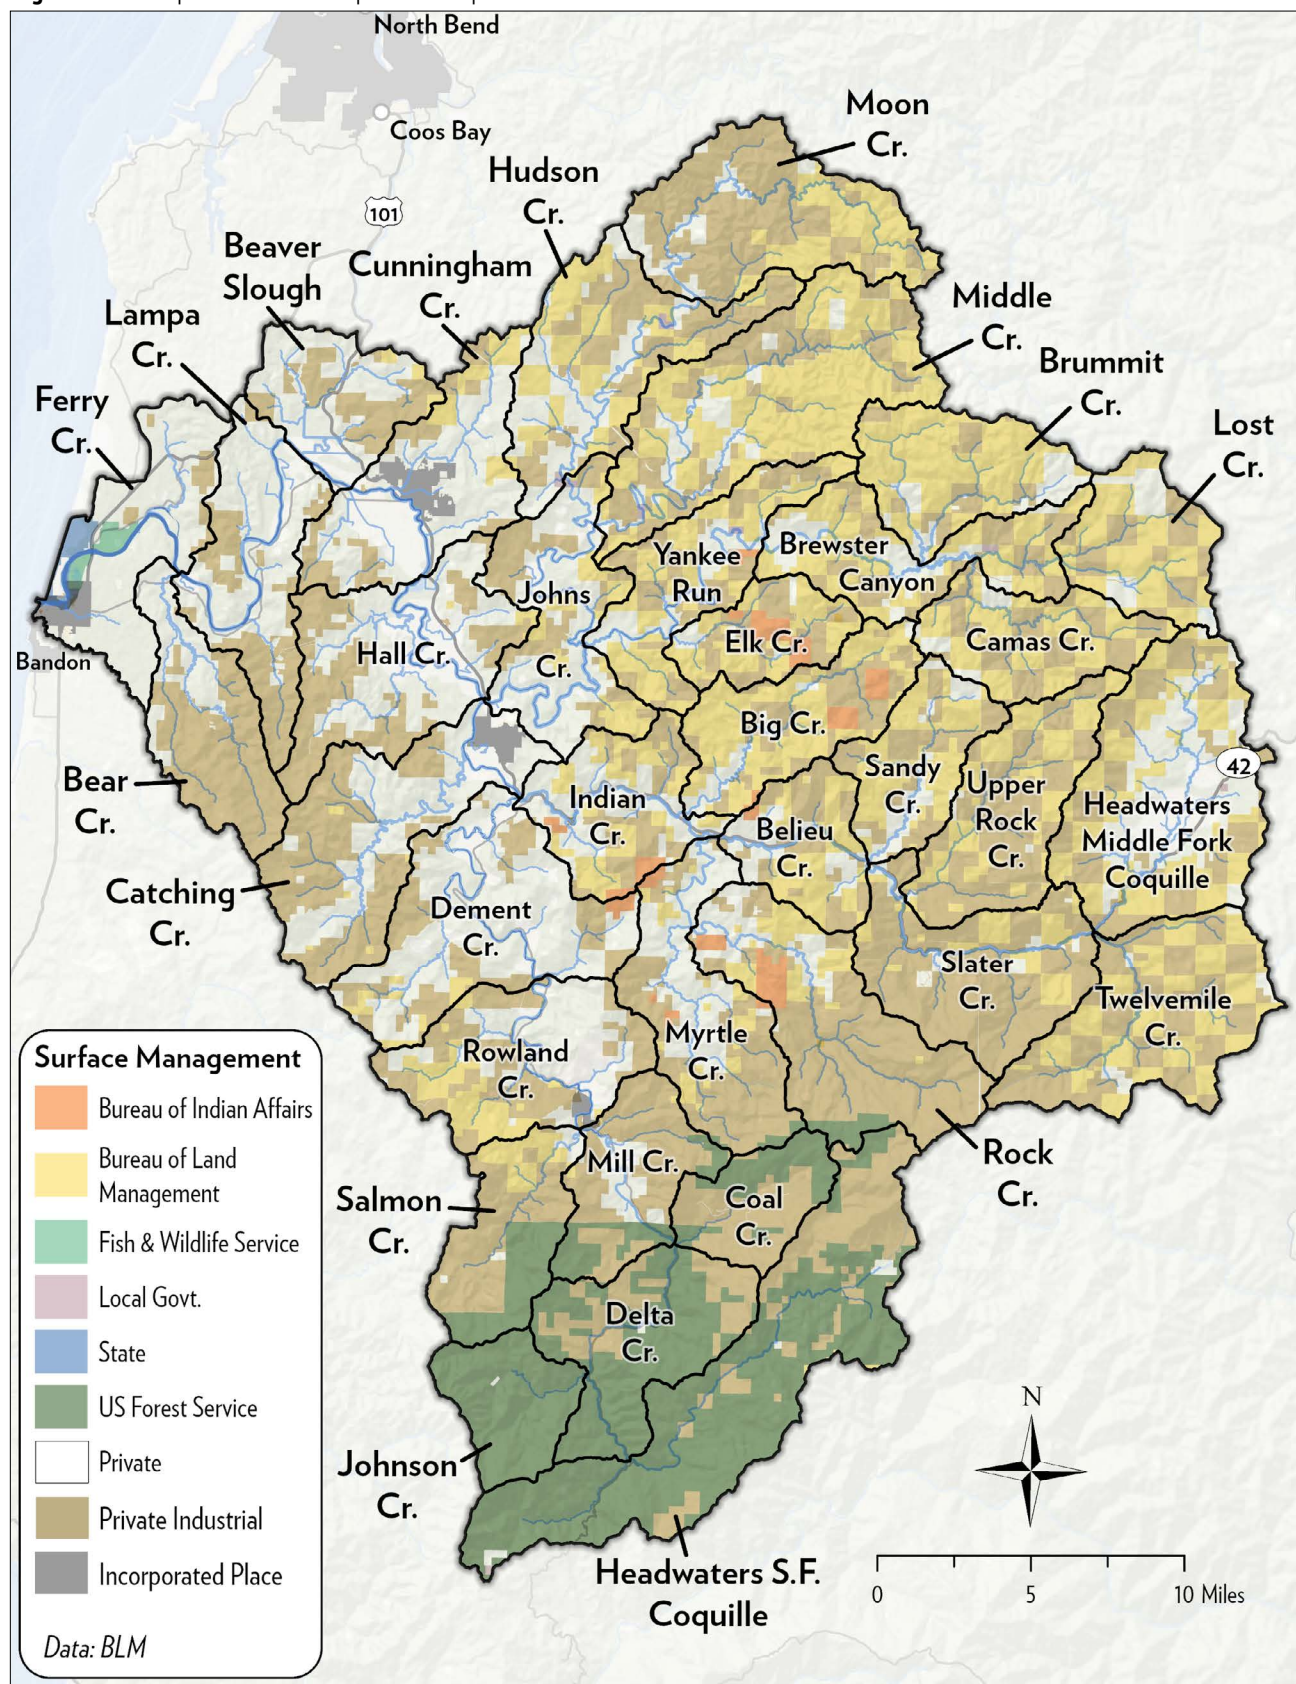 North Bend
Coos Bay
101
Moon
Cr.
Hudson
Cr.
Beaver
Slough
Cunningham
Cr.
Lampa
Cr.
Ferry
Cr.
Middle
Cr.
Brummit
Cr.
Lost
Cr.
Yankee
Run
Brewster
Canyon
Johns
Cr.
Elk Cr.
Camas Cr.
Hall Cr.
Bandon
Big Cr.
Sandy
Cr.
Upper
Rock
Cr.
42
Headwaters
Middle Fork
Coquille
Bear
Cr.
Indian
Cr.
Belieu
Cr.
Catching
Cr.
Dement
Cr.
Slater
Cr.
Twelvemile
Cr.
Rowland
Cr.
Myrtle
Cr.
Rock
Cr.
Mill Cr.
Salmon
Cr.
Coal
Cr.
Delta
Cr.
Johnson
Cr.
Headwaters S.F.
Coquille
Surface Management
Bureau of Indian Affairs
Bureau of Land
Management
Fish & Wildlife Service
Local Govt.
State
US Forest Service
Private
Private Industrial
Incorporated Place
Data: BLM
N
0 5 10 Miles